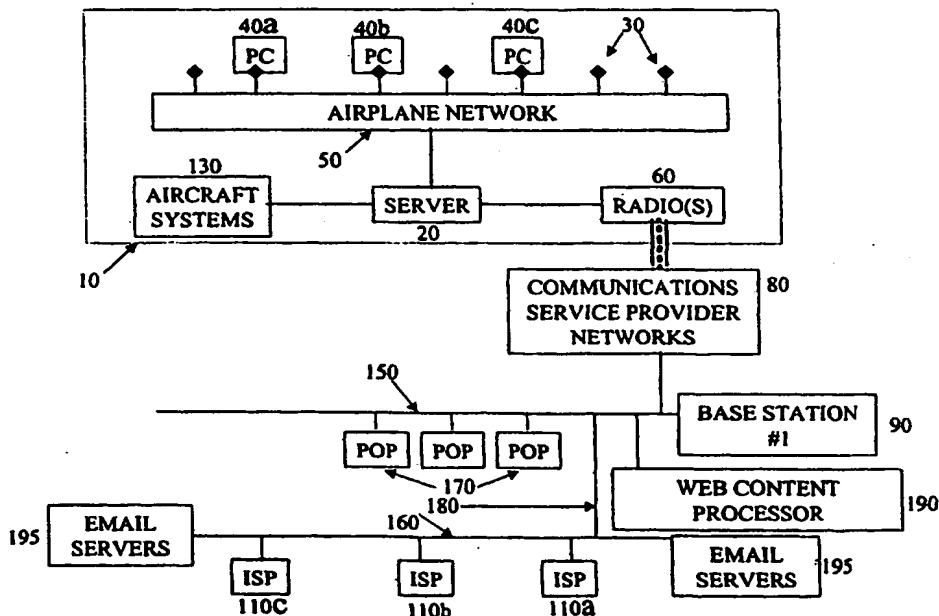 40a 40b 40c 30
PC PC PC
AIRPLANE NETWORK
50
130 60
AIRCRAFT
SYSTEMS
SERVER
RADIO(S)
20
10
COMMUNICATIONS
SERVICE PROVIDER
NETWORKS
80
150
BASE STATION
#1
90
POP POP POP
170
180
WEB CONTENT
PROCESSOR
190
160
195
EMAIL
SERVERS
EMAIL
SERVERS
195
ISP ISP ISP
110c 110b 110a